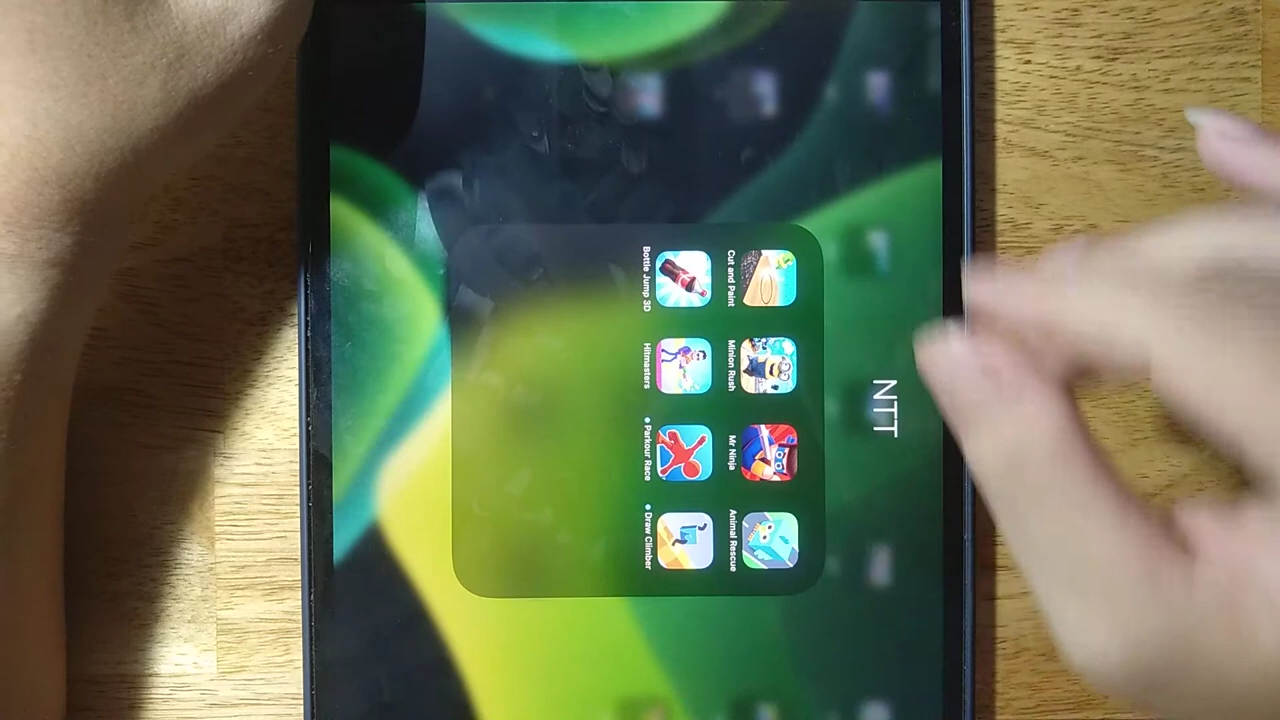 NTT
Cut and Paint
Minion Rush
Mr Ninja
Animal Rescue
Bottle Jump 3D
Hitmasters
Parkour Race
Draw Climber